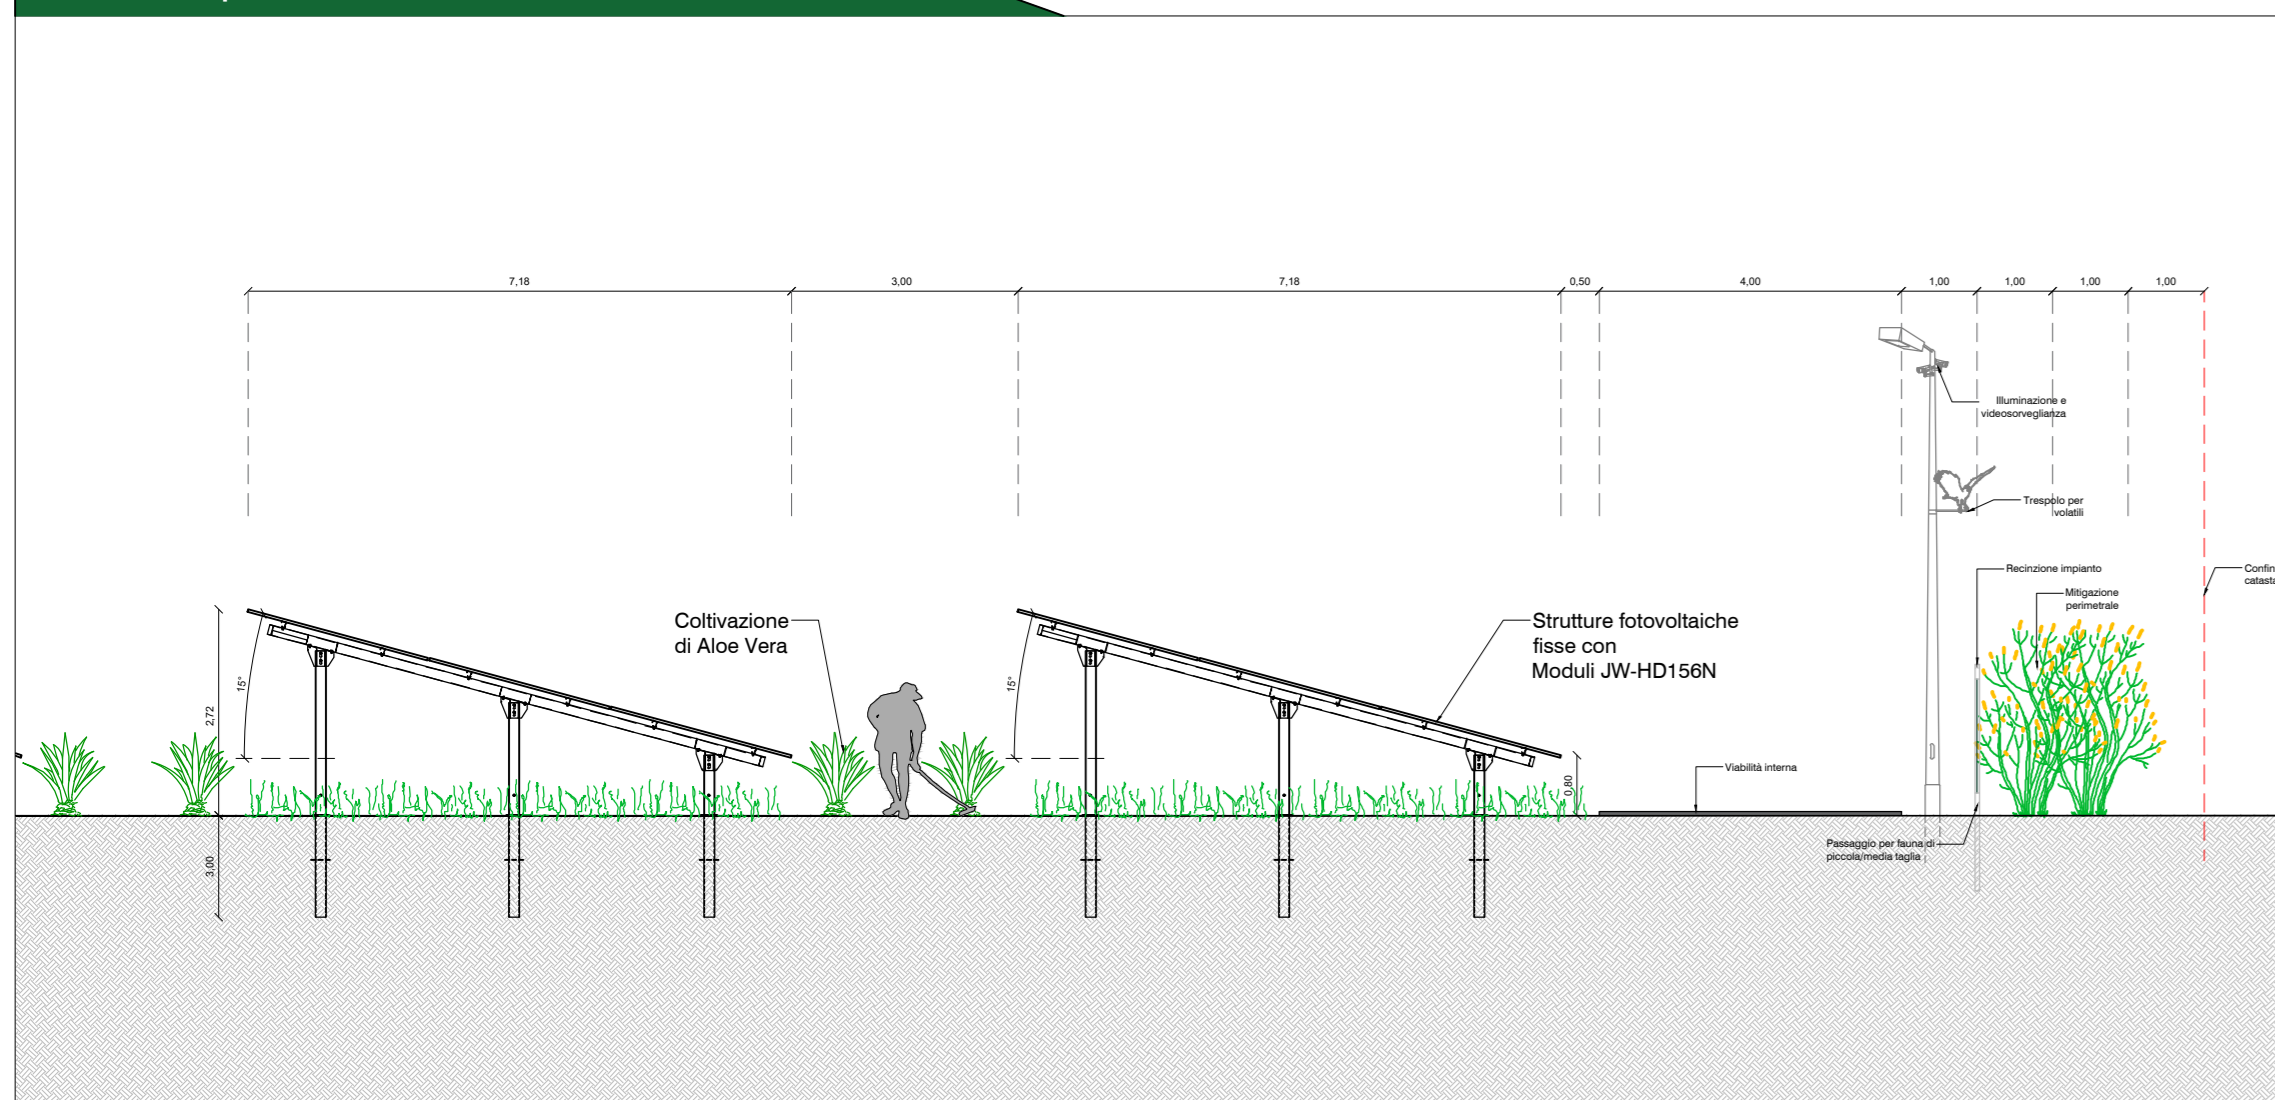 7,18
3,00
7,18
0,50
4,00
1,00
1,00
1,00
1,00
Illuminazione e
videosorveglianza
Trespolo per
volatili
Recinzione impianto
Mitigazione
perimetrale
Coltivazione
di Aloe Vera
Strutture fotovoltaiche
fisse con
Moduli JW-HD156N
15°
15°
2,72
0,80
3,00
Viabilità interna
Passaggio per fauna di
piccola/media taglia